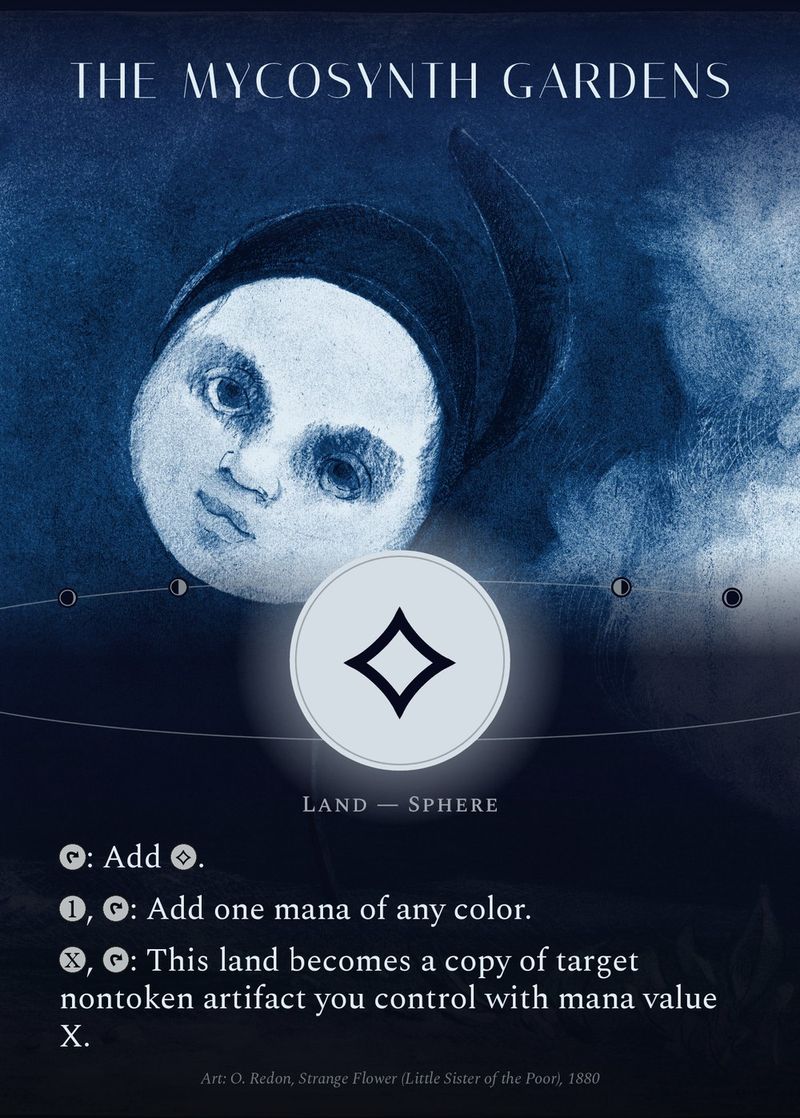 THE MYCOSYNTH GARDENS
LAND — SPHERE
: Add .
1, : Add one mana of any color.
X, : This land becomes a copy of target
nontoken artifact you control with mana value
X.
Art: O. Redon, Strange Flower (Little Sister of the Poor), 1880